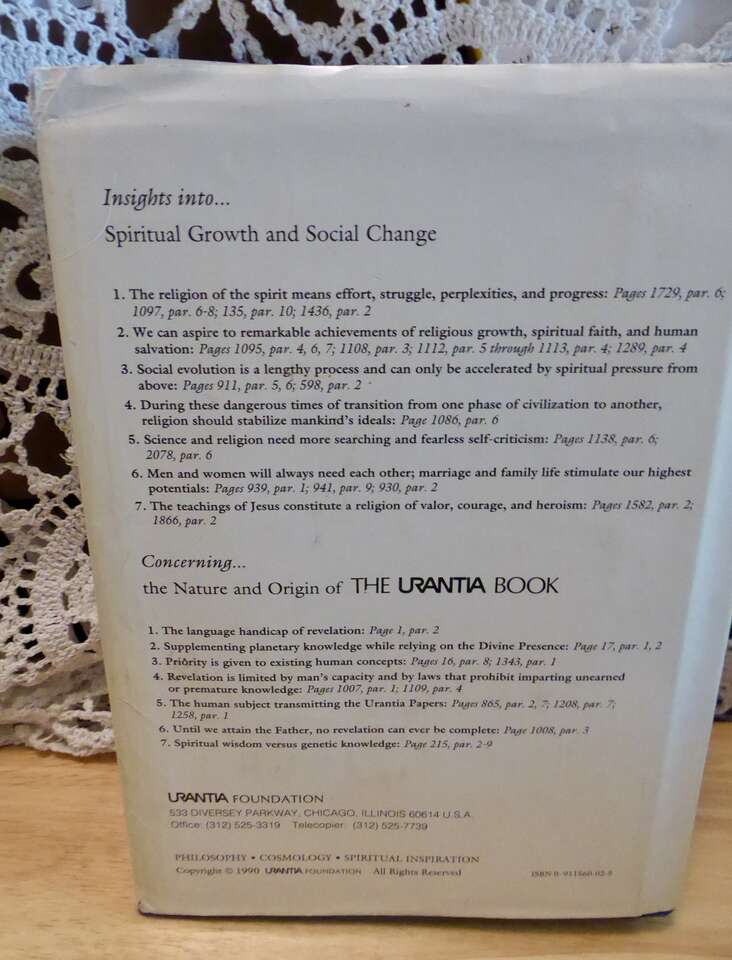 Insights into...
Spiritual Growth and Social Change
1. The religion of the spirit means effort, struggle, perplexities, and progress: Pages 1729, par. 6;
1097, par. 6-8; 135, par. 10; 1436, par. 2
2. We can aspire to remarkable achievements of religious growth, spiritual faith, and human
salvation: Pages 1095, par. 4, 6, 7; 1108, par. 3; 1112, par. 5 through 1113, par. 4; 1289, par. 4
3. Social evolution is a lengthy process and can only be accelerated by spiritual pressure from
above: Pages 911, par. 5, 6; 598, par. 2
4. During these dangerous times of transition from one phase of civilization to another,
religion should stabilize mankind's ideals: Page 1086, par. 6
5. Science and religion need more searching and fearless self-criticism: Pages 1138, par. 6;
2078, par. 6
6. Men and women will always need each other; marriage and family life stimulate our highest
potentials: Pages 939, par. 1; 941, par. 9; 930, par. 2
7. The teachings of Jesus constitute a religion of valor, courage, and heroism: Pages 1582, par. 2;
1866, par. 2
Concerning...
the Nature and Origin of THE URANTIA BOOK
1. The language handicap of revelation: Page 1, par. 2
2. Supplementing planetary knowledge while relying on the Divine Presence: Page 17, par. 1, 2
3. Priority is given to existing human concepts: Pages 16, par. 8; 1343, par. 1
4. Revelation is limited by man's capacity and by laws that prohibit imparting unearned
or premature knowledge: Pages 1007, par. 1; 1109, par. 4
5. The human subject transmitting the Urantia Papers: Pages 865, par. 2, 7; 1208, par. 7;
1258, par. 1
6. Until we attain the Father, no revelation can ever be complete: Page 1008, par. 3
7. Spiritual wisdom versus genetic knowledge: Page 215, par. 2-9
URANTIA FOUNDATION
533 DIVERSEY PARKWAY, CHICAGO, ILLINOIS 60614 U.S.A.
Office: (312) 525-3319 Telecopier: (312) 525-7739
PHILOSOPHY • COSMOLOGY • SPIRITUAL INSPIRATION
Copyright © 1990 URANTIA FOUNDATION All Rights Reserved
ISBN 0-911560-02-5